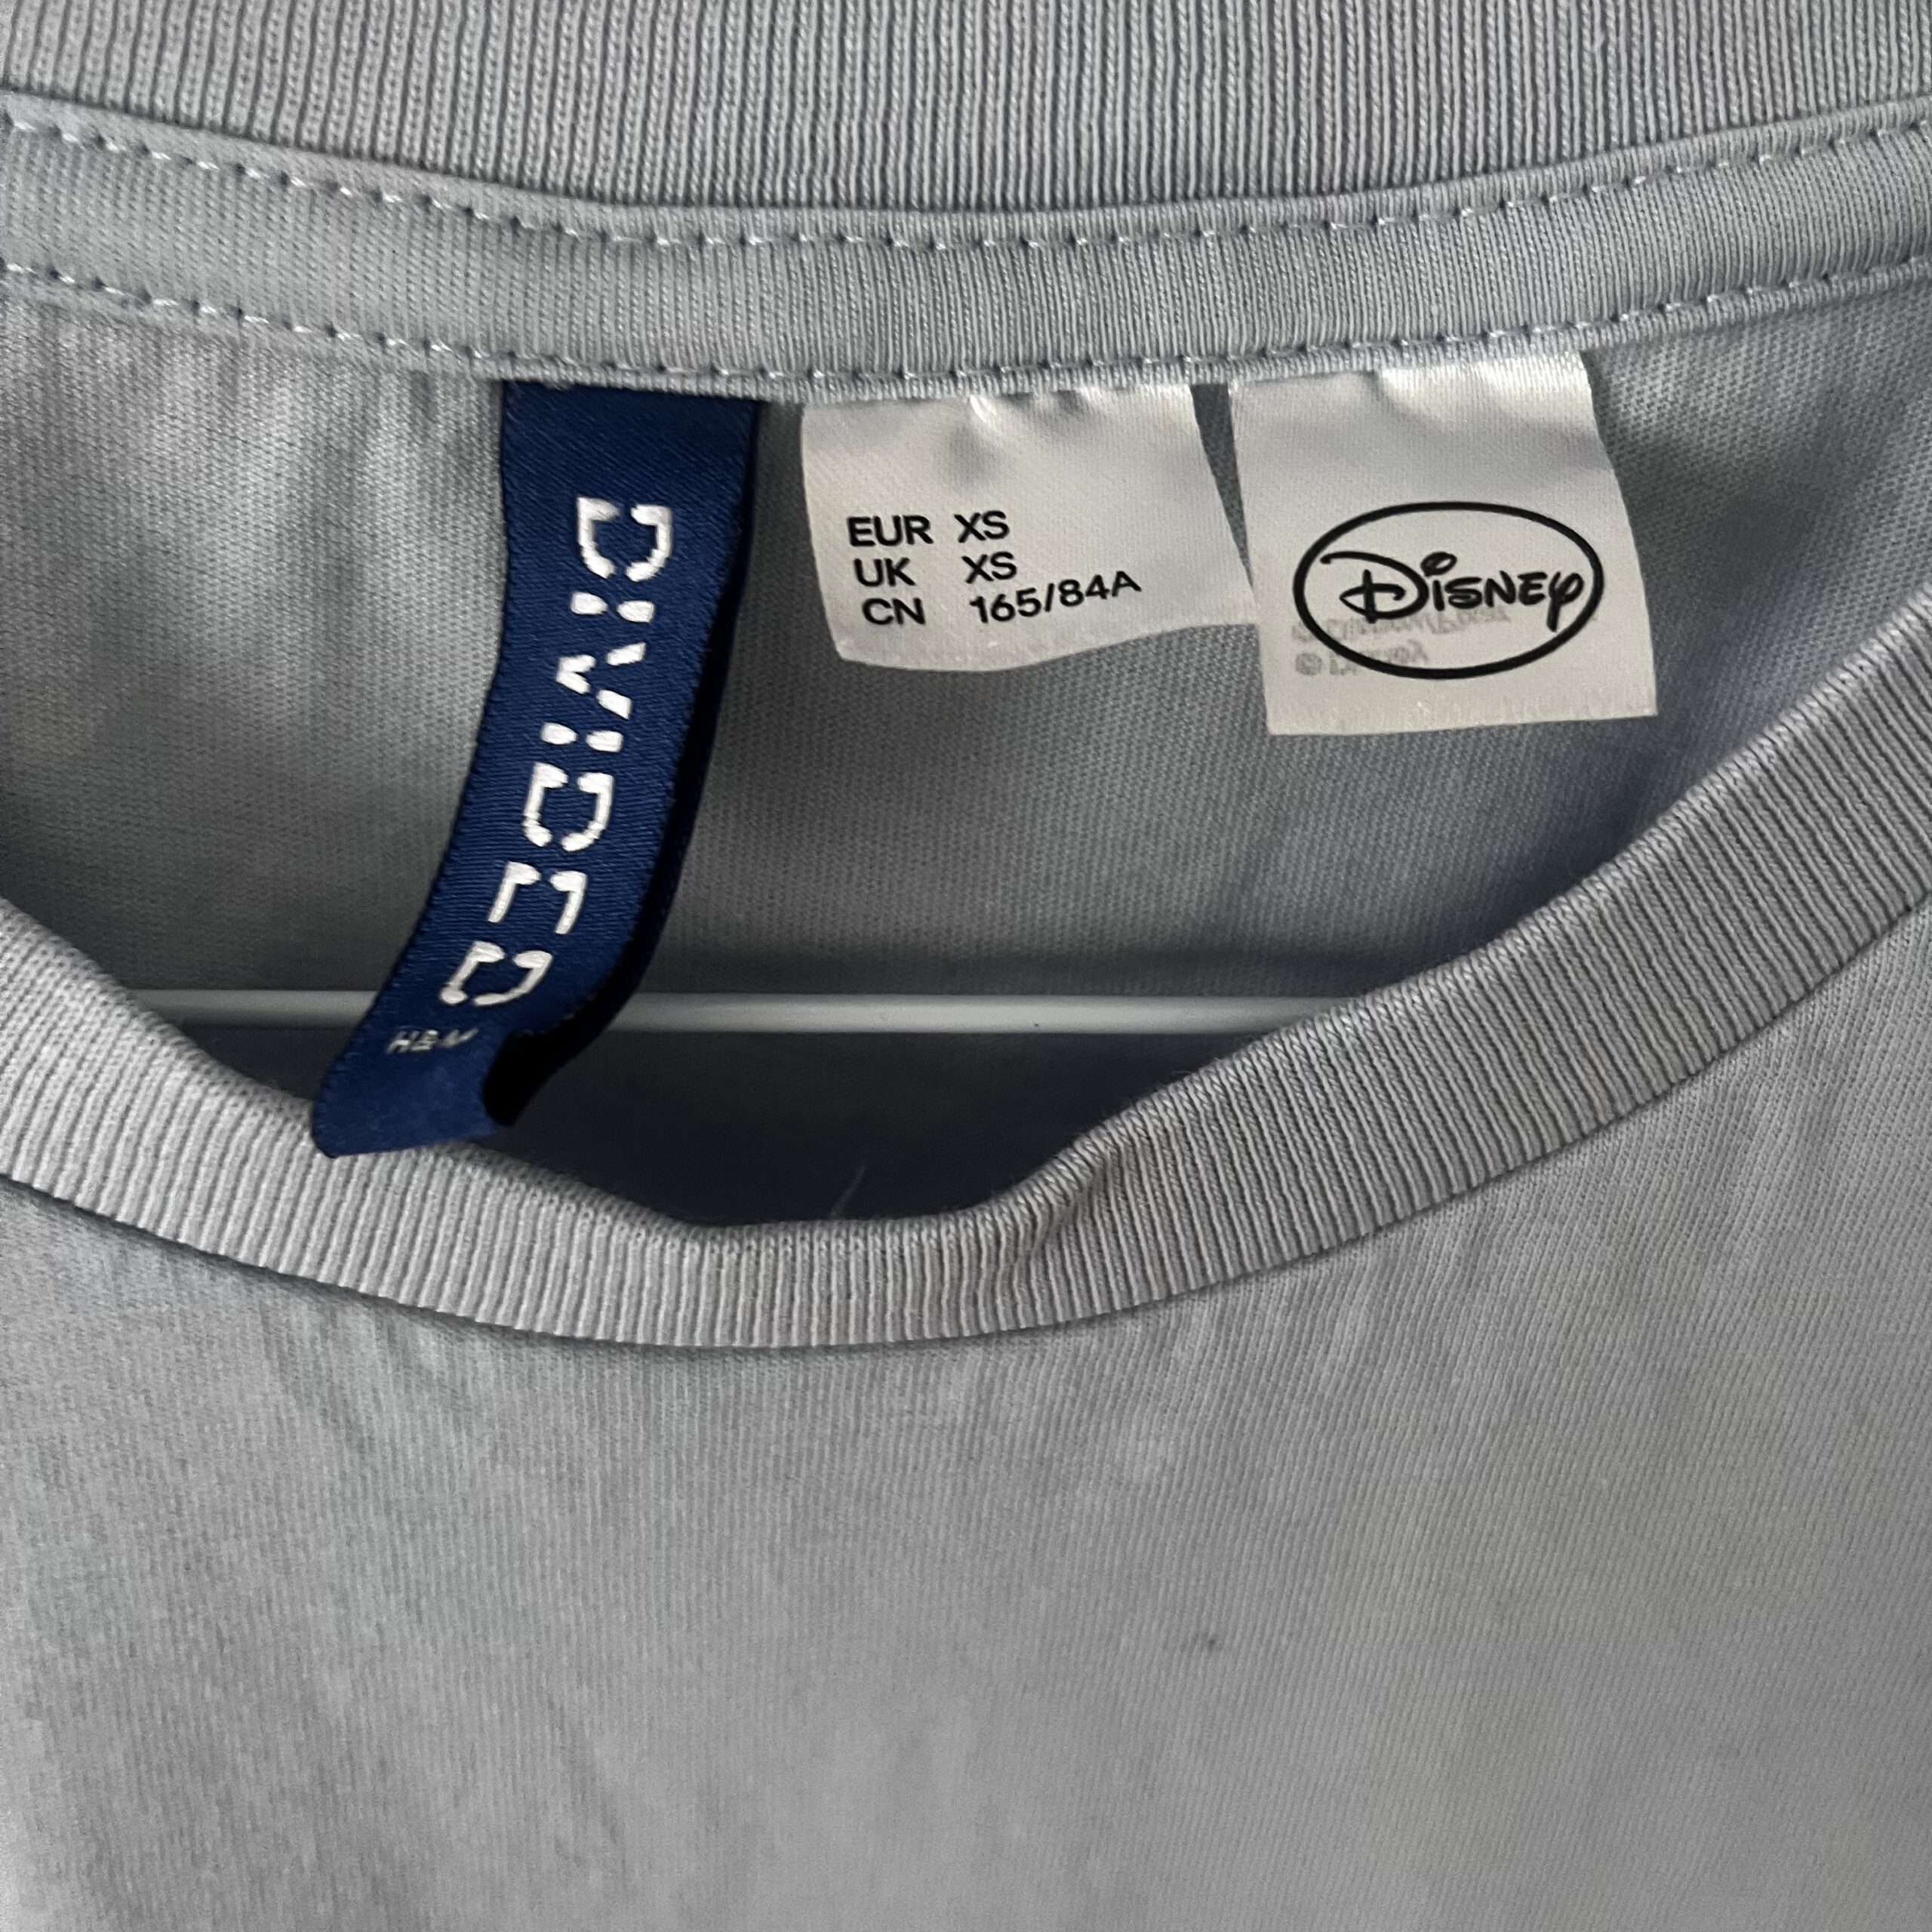 DIVIDED
H&M
EUR XS
UK XS
CN 165/84A
Disney